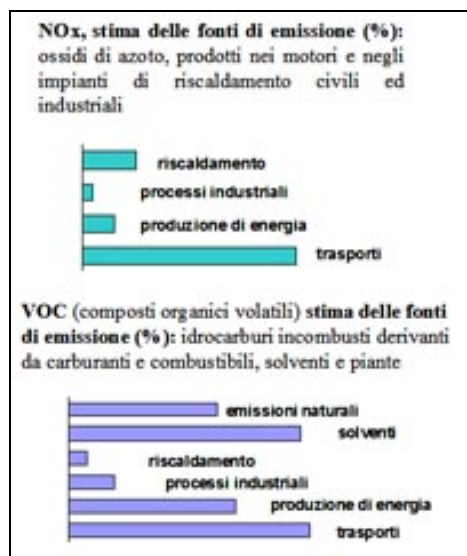 NOx, stima delle fonti di emissione (%):
ossidi di azoto, prodotti nei motori e negli
impianti di riscaldamento civili ed
industriali
riscaldamento
processi industriali
produzione di energia
trasporti
VOC (composti organici volatili) stima delle fonti
di emissione (%): idrocarburi incombusti derivanti
da carburanti e combustibili, solventi e piante
emissioni naturali
solventi
riscaldamento
processi industriali
produzione di energia
trasporti